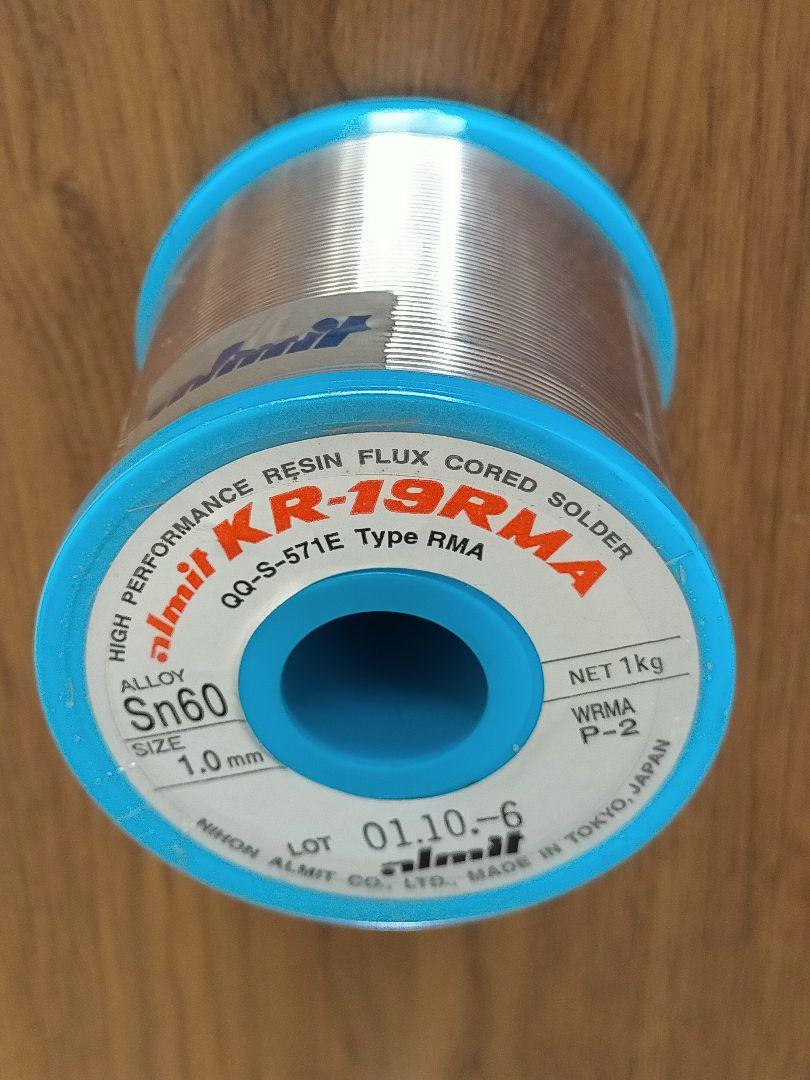 almit
HIGH PERFORMANCE RESIN FLUX CORED SOLDER
almit KR-19RMA
QQ-S-571E Type RMA
ALLOY
Sn60
SIZE
1.0 mm
NET 1kg
WRMA
P-2
LOT 01.10.-6
almit
NIHON ALMIT CO., LTD., MADE IN TOKYO, JAPAN